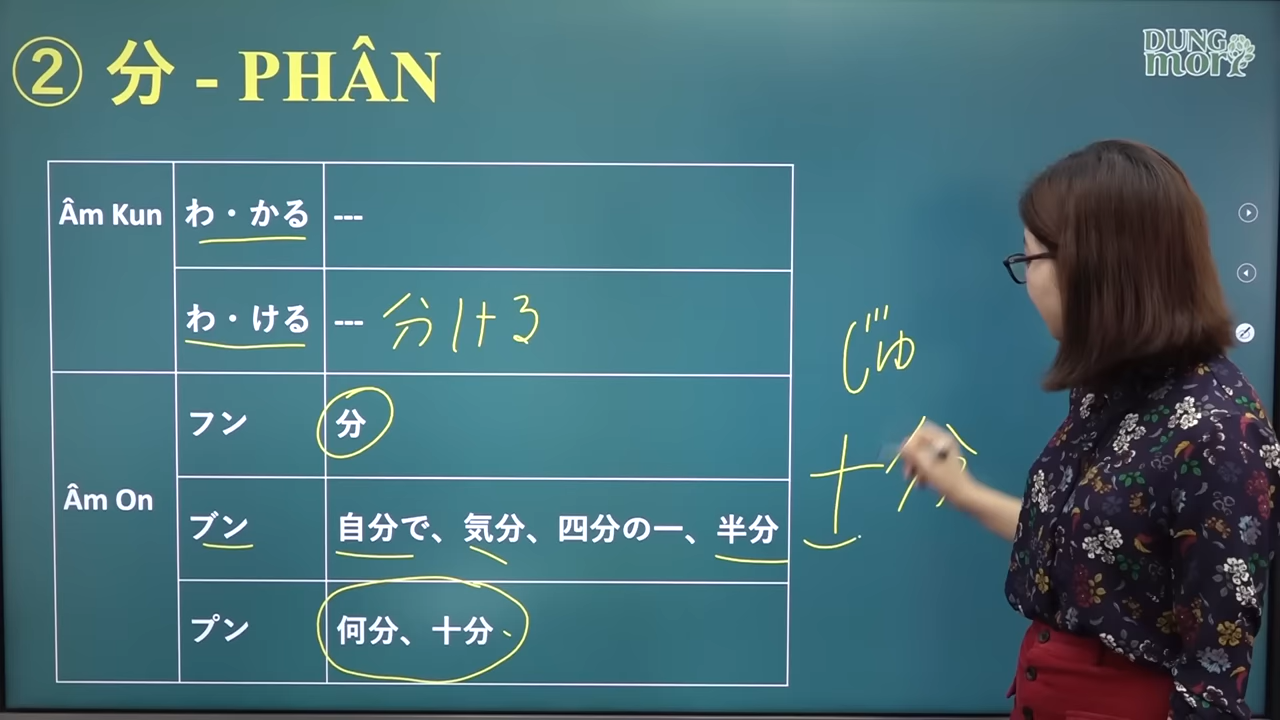 ② 分 - PHÂN
DUNG
mori
Âm Kun
わ・かる
---
わ・ける
---
分ける
Âm On
フン
分
ブン
自分で、気分、四分の一、半分
プン
何分、十分
じゅ
十分